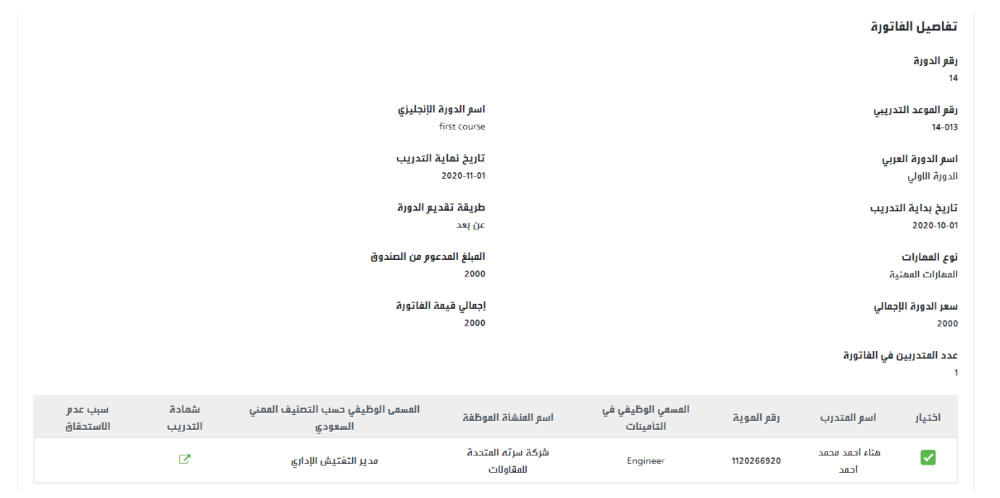 تفاصيل الفاتورة
رقم الدورة
14
رقم الموعد التدريبي
14-013
اسم الدورة الإنجليزي
first course
اسم الدورة العربي
الدورة الاولي
تاريخ نهاية التدريب
2020-11-01
تاريخ بداية التدريب
2020-10-01
طريقة تقديم الدورة
عن بعد
نوع المهارات
المهارات المهنية
المبلغ المدعوم من الصندوق
2000
سعر الدورة الإجمالي
2000
إجمالي قيمة الفاتورة
2000
عدد المتدربين في الفاتورة
1
اختيار
اسم المتدرب
رقم الهوية
المسمي الوظيفي في
التأمينات
اسم المنشأة الموظفة
المسمى الوظيفي حسب التصنيف المهني
السعودي
شهادة
التدريب
سبب عدم
الاستحقاق
هناء أحمد محمد
أحمد
1120266920
Engineer
شركة سرته المتحدة
للمقاولات
مدير التفتيش الإداري